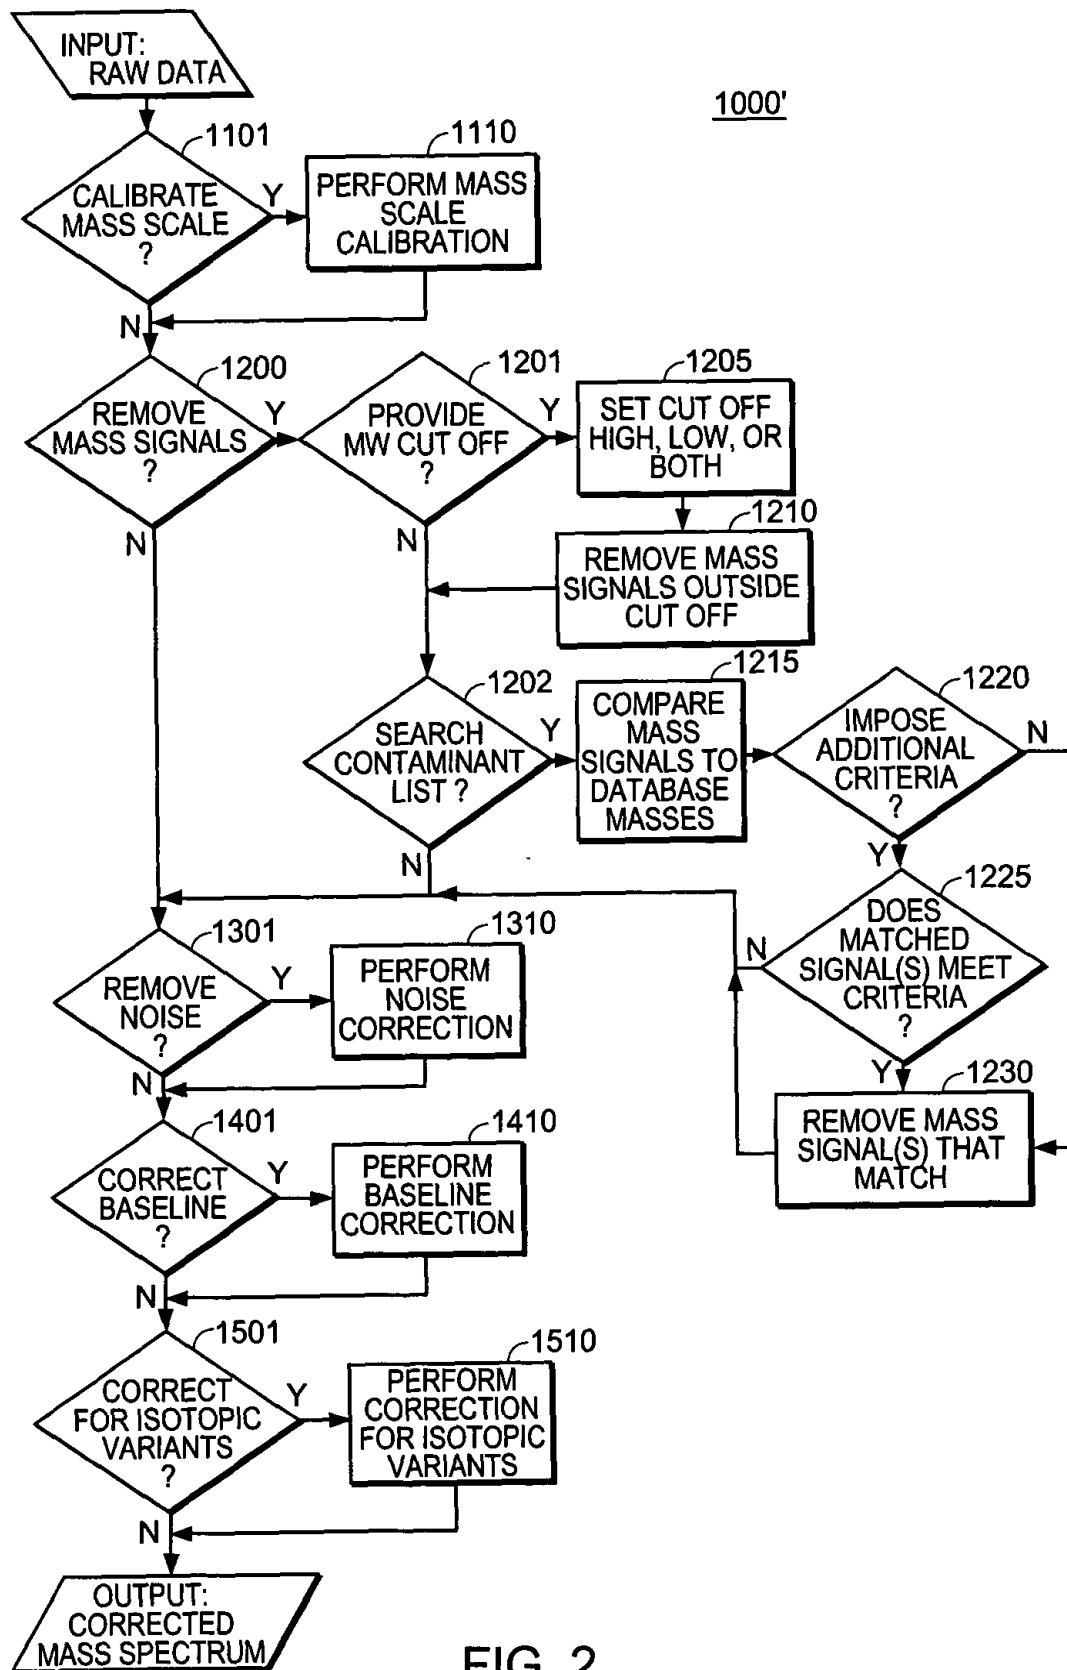 INPUT:
RAW DATA
1000'
1101
CALIBRATE
MASS SCALE
?
Y
N
1110
PERFORM MASS
SCALE
CALIBRATION
1200
REMOVE
MASS SIGNALS
?
Y
N
1201
PROVIDE
MW CUT OFF
?
Y
N
1205
SET CUT OFF
HIGH, LOW, OR
BOTH
1210
REMOVE MASS
SIGNALS OUTSIDE
CUT OFF
1202
SEARCH
CONTAMINANT
LIST ?
Y
N
1215
COMPARE
MASS
SIGNALS TO
DATABASE
MASSES
1220
IMPOSE
ADDITIONAL
CRITERIA
?
N
Y
1225
DOES
MATCHED
SIGNAL(S) MEET
CRITERIA
?
N
Y
1230
REMOVE MASS
SIGNAL(S) THAT
MATCH
1301
REMOVE
NOISE
?
Y
N
1310
PERFORM
NOISE
CORRECTION
1401
CORRECT
BASELINE
?
Y
N
1410
PERFORM
BASELINE
CORRECTION
1501
CORRECT
FOR ISOTOPIC
VARIANTS
?
Y
N
1510
PERFORM
CORRECTION
FOR ISOTOPIC
VARIANTS
OUTPUT:
CORRECTED
MASS SPECTRUM
FIG. 2